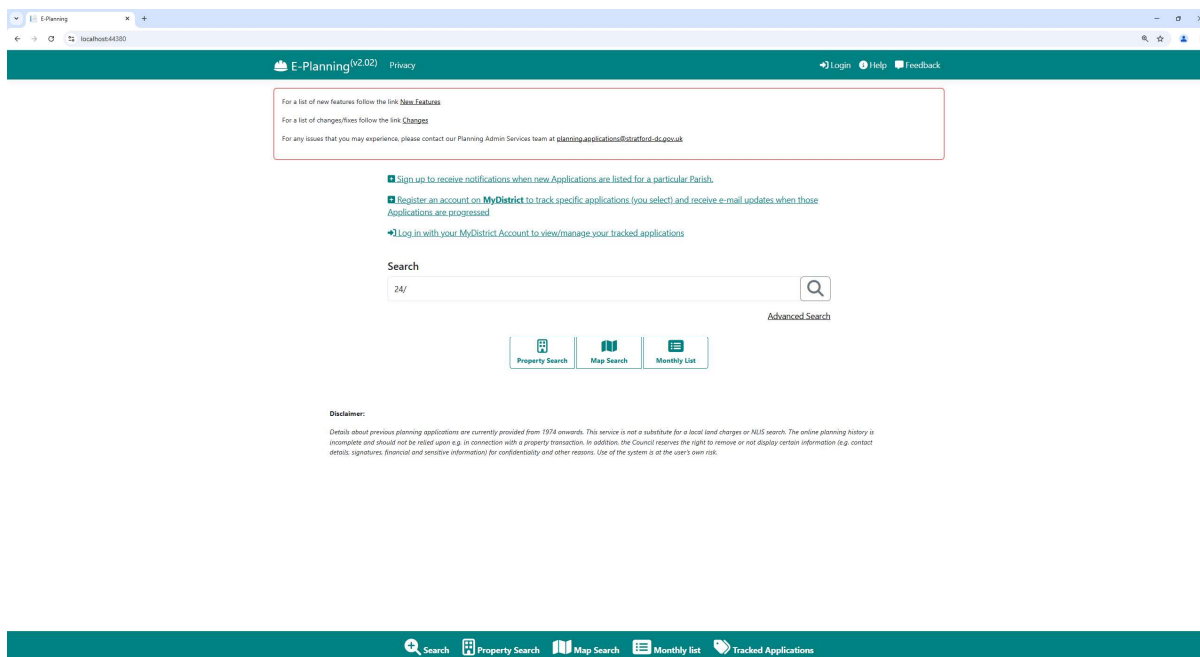 E-Planning
localhost:44380
E-Planning(v2.02) Privacy Login Help Feedback
For a list of new features follow the link New Features
For a list of changes/fixes follow the link Changes
For any issues that you may experience, please contact our Planning Admin Services team at planning.applications@stratford-dc.gov.uk
Sign up to receive notifications when new Applications are listed for a particular Parish.
Register an account on MyDistrict to track specific applications (you select) and receive e-mail updates when those
Applications are progressed
Log in with your MyDistrict Account to view/manage your tracked applications
Search
24/
Advanced Search
Property Search Map Search Monthly List
Disclaimer:
Details about previous planning applications are currently provided from 1974 onwards. This service is not a substitute for a local land charges or NLIS search. The online planning history is
incomplete and should not be relied upon e.g. in connection with a property transaction. In addition, the Council reserves the right to remove or not display certain information (e.g. contact
details, signatures, financial and sensitive information) for confidentiality and other reasons. Use of the system is at the user's own risk.
Search Property Search Map Search Monthly list Tracked Applications